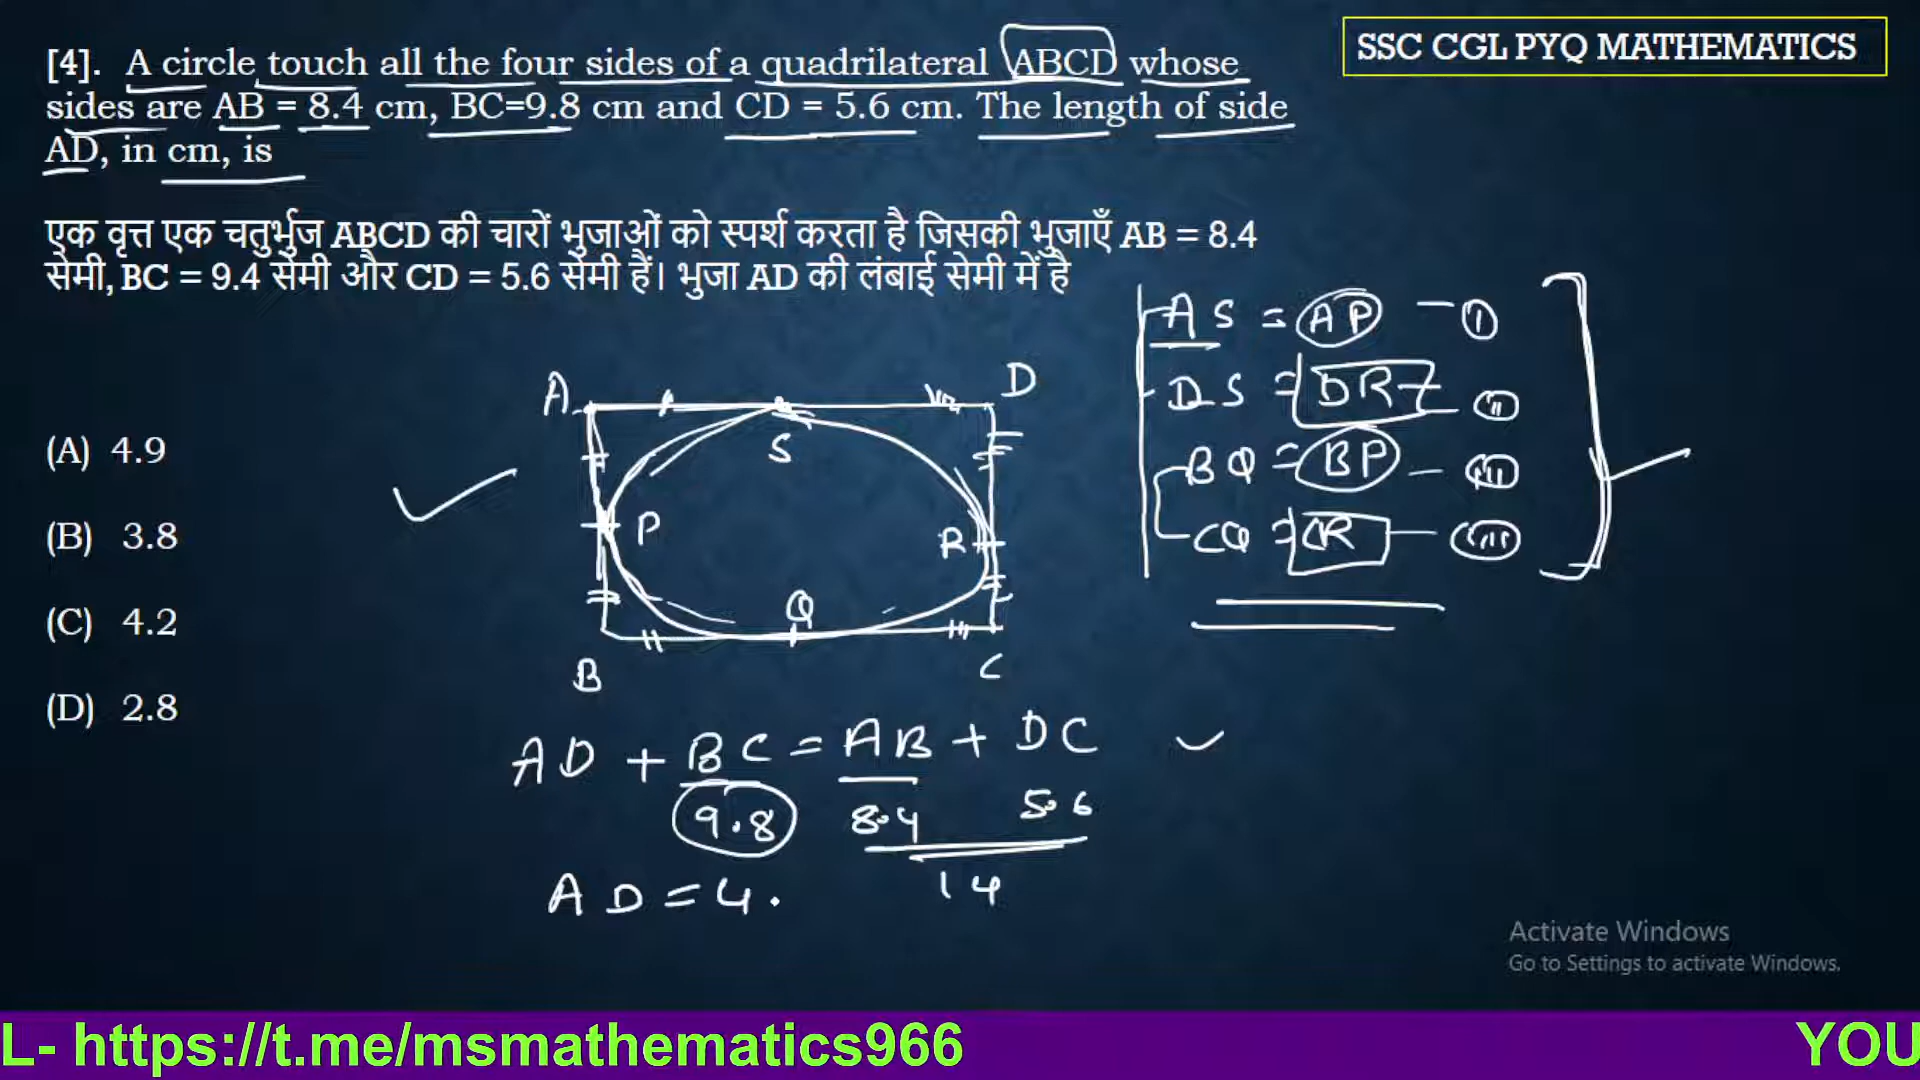 SSC CGL PYQ MATHEMATICS
[4]. A circle touch all the four sides of a quadrilateral ABCD whose
sides are AB = 8.4 cm, BC=9.8 cm and CD = 5.6 cm. The length of side
AD, in cm, is
एक वृत्त एक चतुर्भुज ABCD की चारों भुजाओं को स्पर्श करता है जिसकी भुजाएँ AB = 8.4
सेमी, BC = 9.4 सेमी और CD = 5.6 सेमी हैं। भुजा AD की लंबाई सेमी में है
(A) 4.9
(B) 3.8
(C) 4.2
(D) 2.8
A D
S
P R
Q
B C
AS = AP - I
DS = DR - II
BQ = BP - III
CQ = CR - IIII
AD + BC = AB + DC
9.8 8.4 5.6
AD = 4. 14
Activate Windows
Go to Settings to activate Windows.
L- https://t.me/msmathematics966 YOU